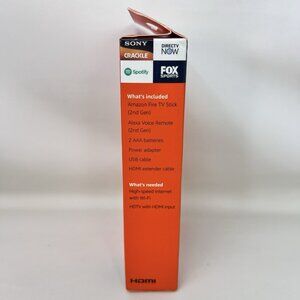 SONY
CRACKLE
DIRECTV
NOW
Spotify
FOX
SPORTS
What's included
Amazon Fire TV Stick
(2nd Gen)
Alexa Voice Remote
(2nd Gen)
2 AAA batteries
Power adapter
USB cable
HDMI extender cable
What's needed
High-speed internet
with Wi-Fi
HDTV with HDMI input
HDMI